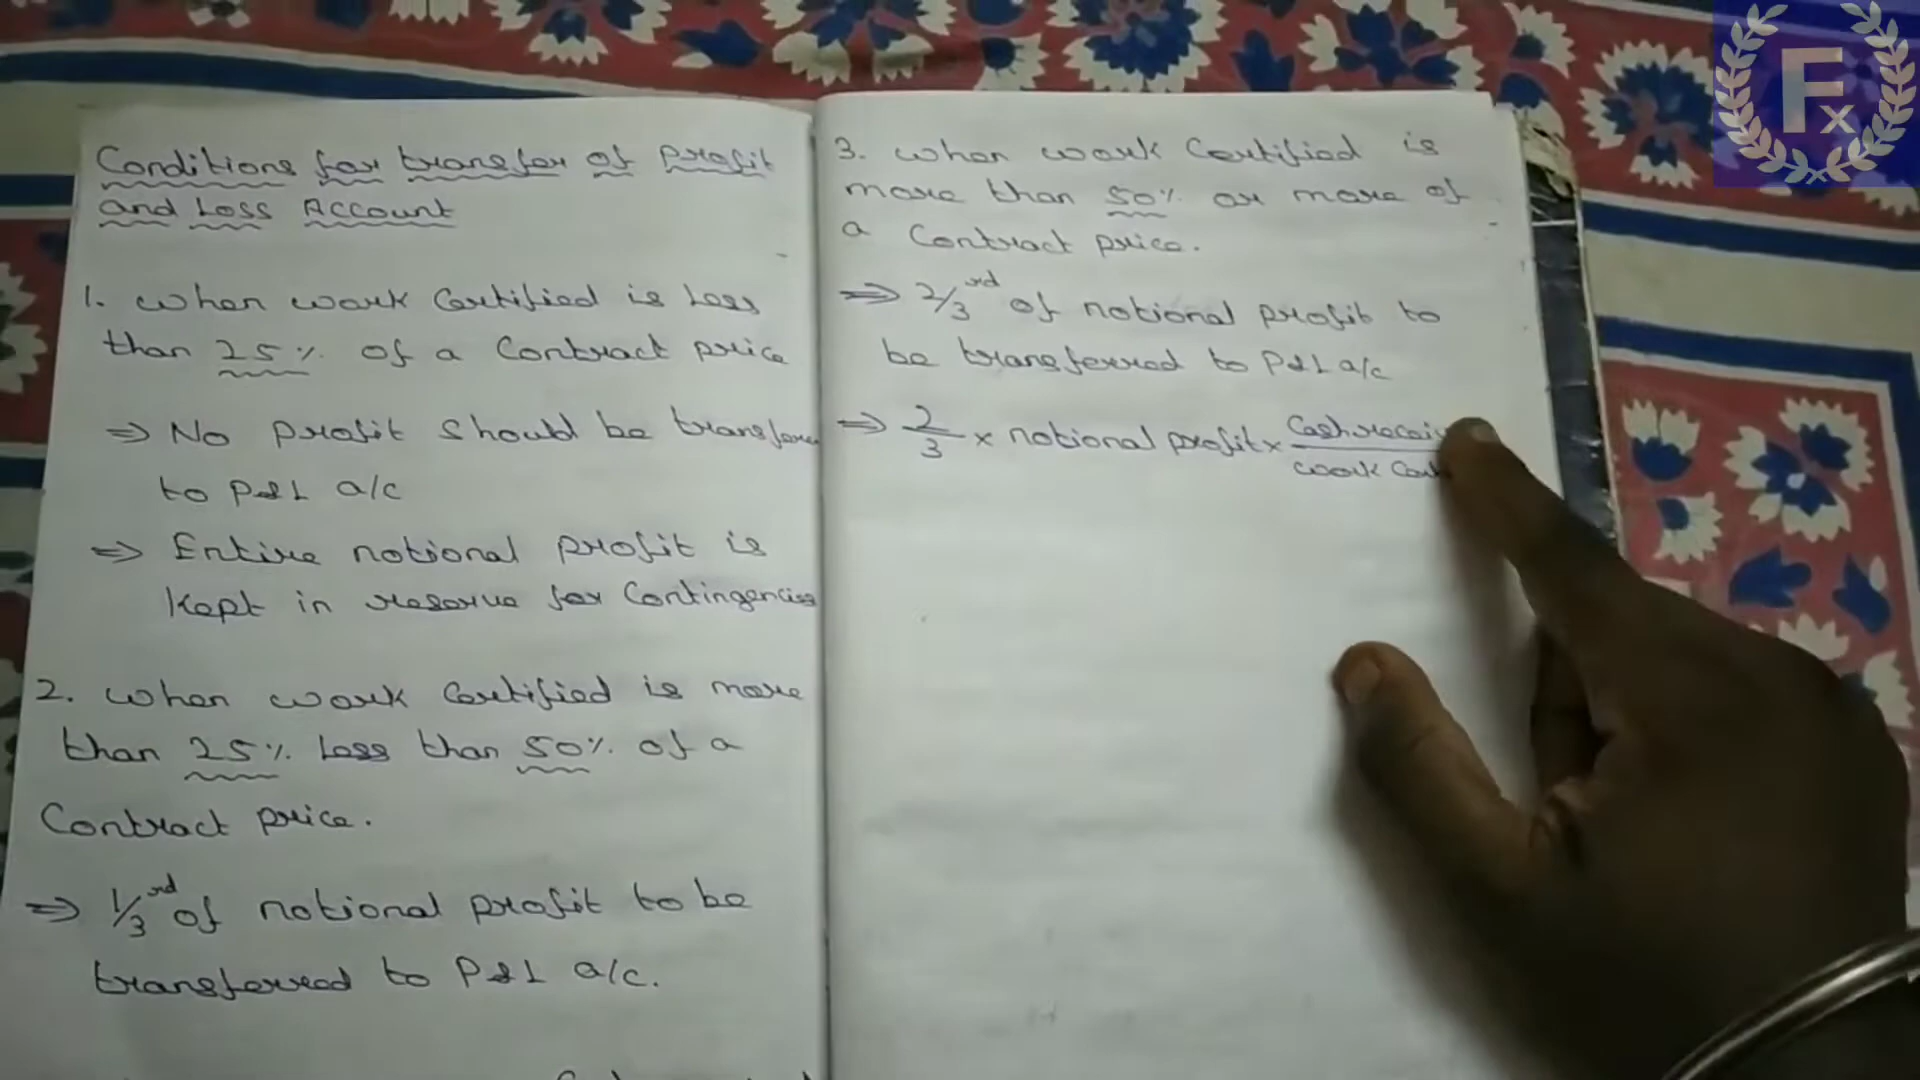 Conditions for transfer of Profit
and Loss Account
1. When work Certified is Less
than 25% of a Contract price
⇒ No profit should be
to P&L a/c
⇒ Entire notional profit is
kept in reserve for Contingencies
2. When work Certified is more
than 25% Less than 50% of a
Contract price.
⇒ 1/3rd of notional profit to be
transferred to P&L a/c.
3. When work Certified is
more than 50% or more of
a Contract price.
⇒ 2/3rd of notional profit to
be transferred to P&L a/c
⇒ 2/3 × notional profit × Cash
work
Fx